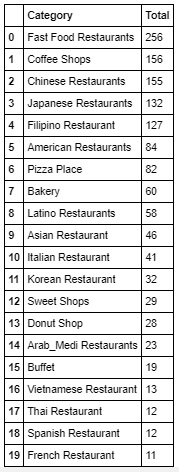 Category Total
0 Fast Food Restaurants 256
1 Coffee Shops 156
2 Chinese Restaurants 155
3 Japanese Restaurants 132
4 Filipino Restaurant 127
5 American Restaurants 84
6 Pizza Place 82
7 Bakery 60
8 Latino Restaurants 58
9 Asian Restaurant 46
10 Italian Restaurant 41
11 Korean Restaurant 32
12 Sweet Shops 29
13 Donut Shop 28
14 Arab_Medi Restaurants 23
15 Buffet 19
16 Vietnamese Restaurant 13
17 Thai Restaurant 12
18 Spanish Restaurant 12
19 French Restaurant 11